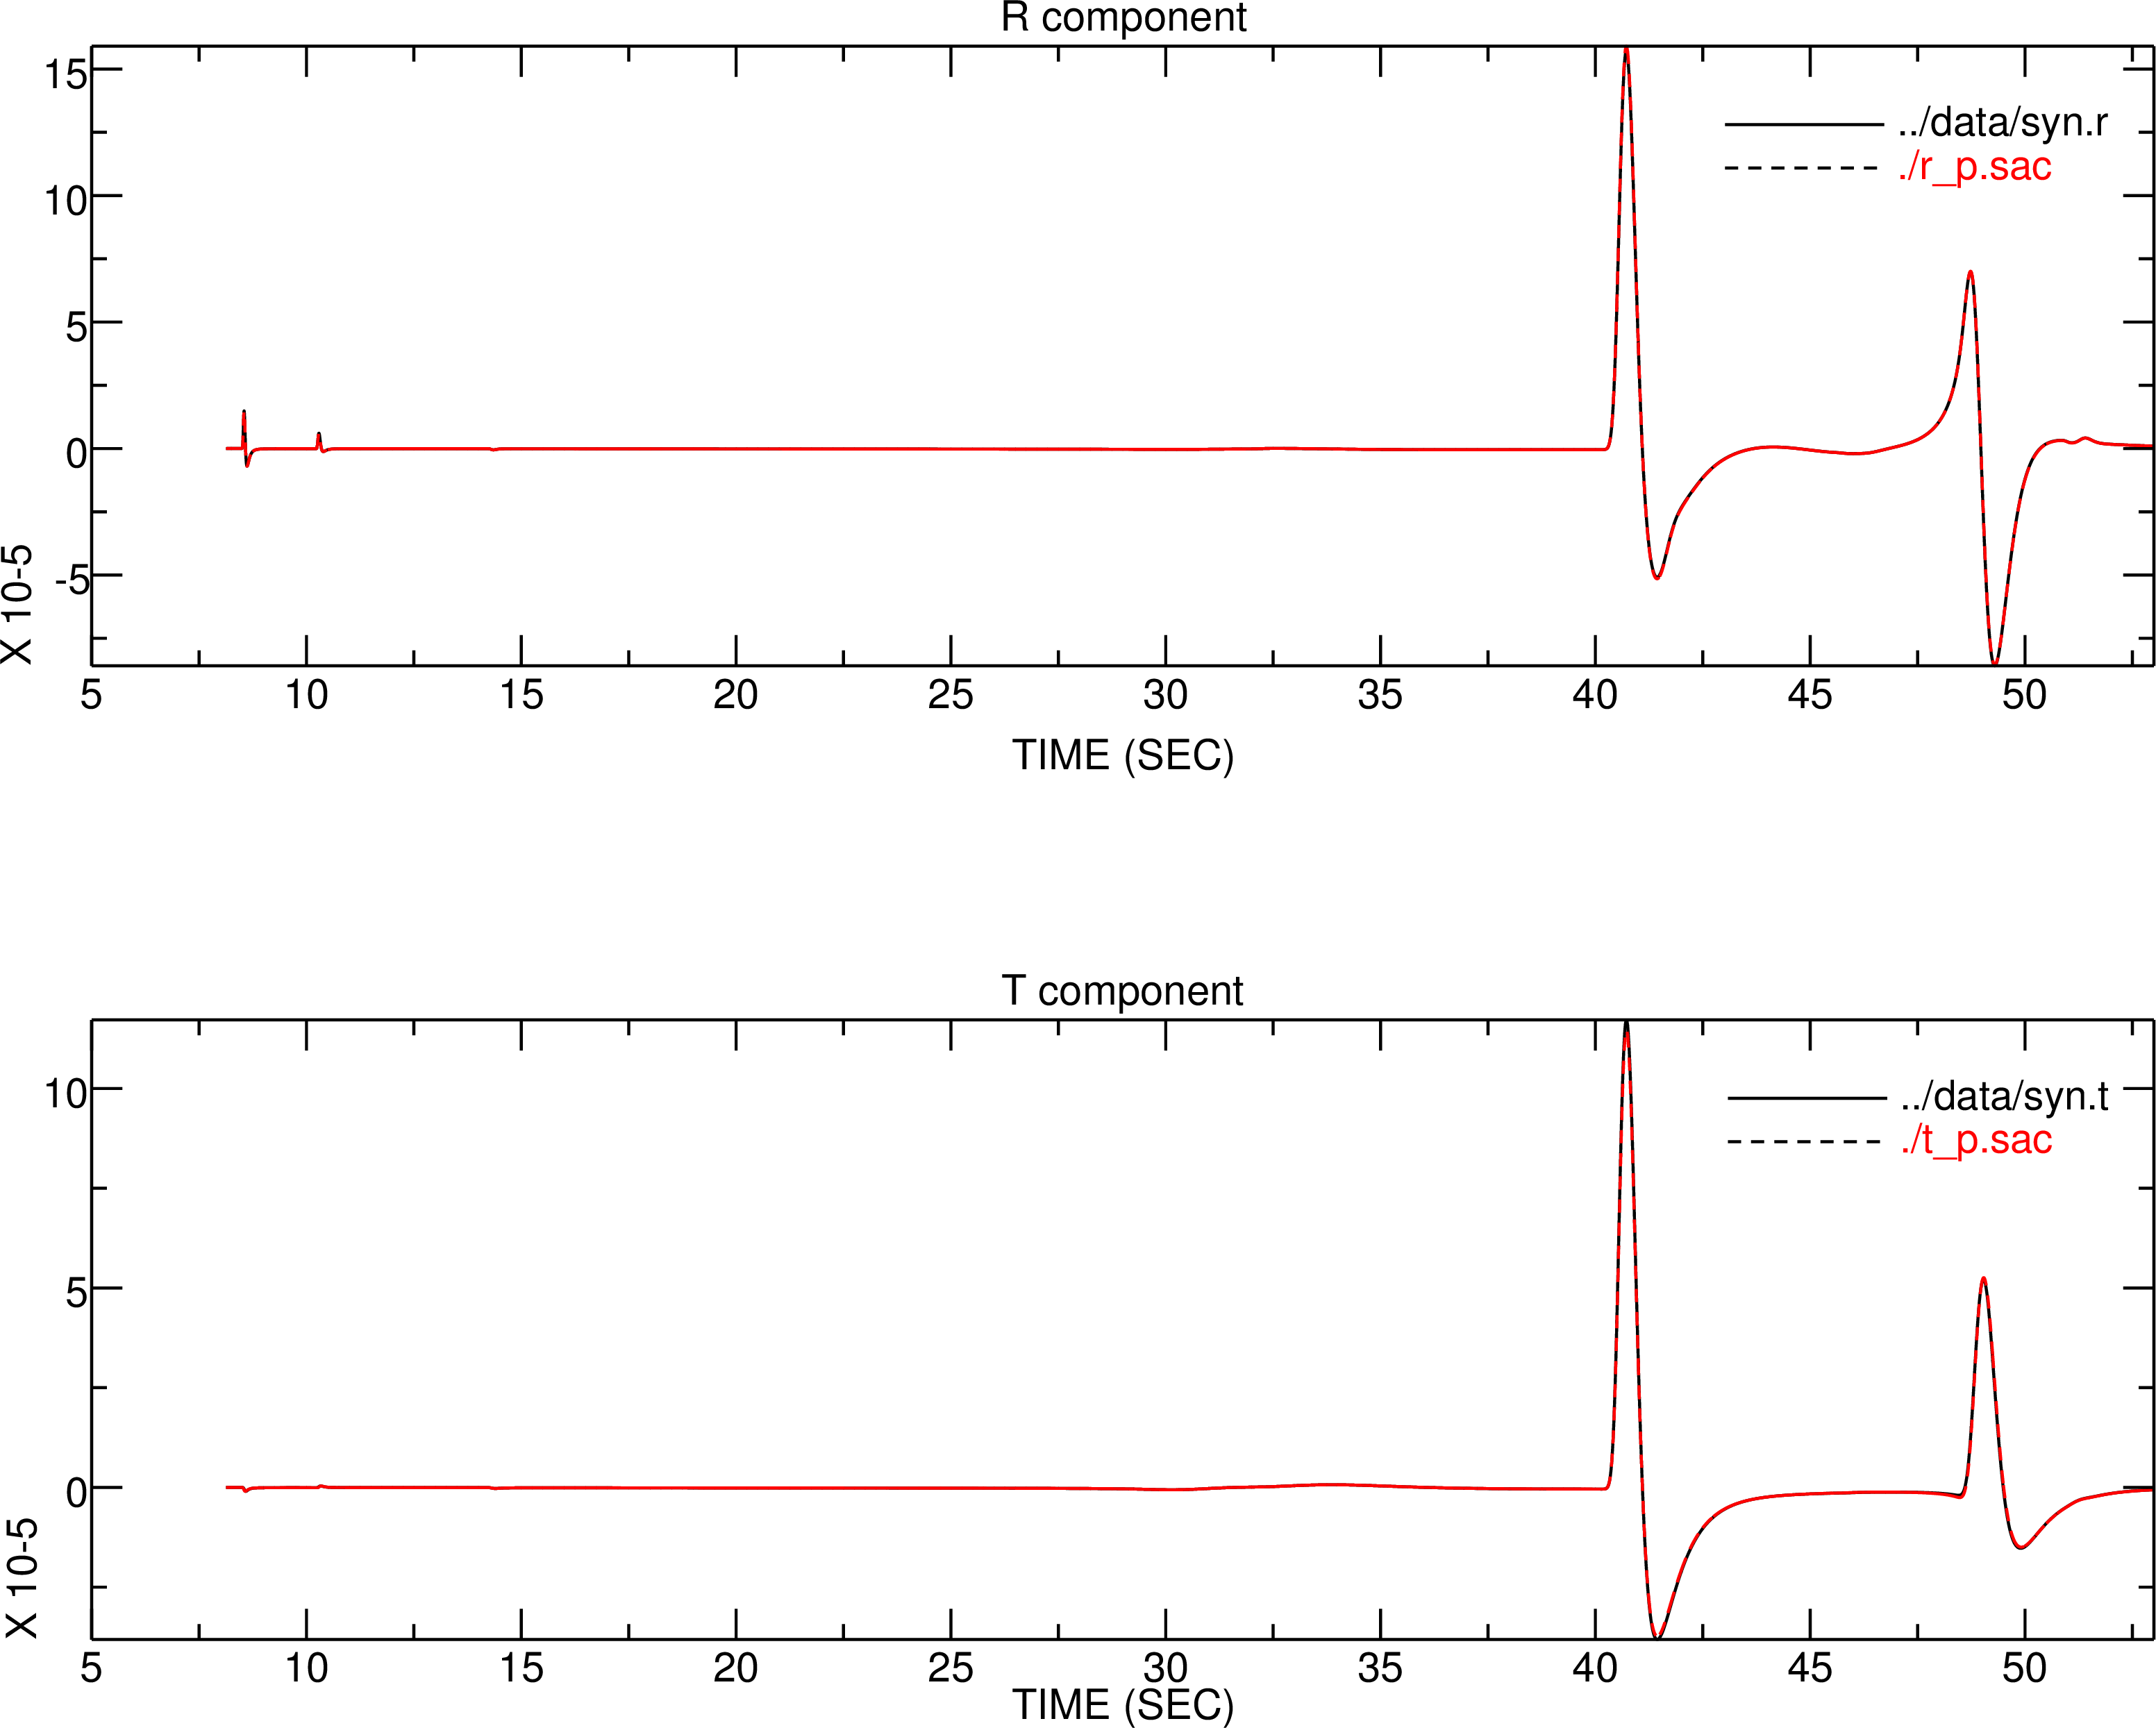 R component
15
10
5
0
-5
X 10-5
../data/syn.r
./r_p.sac
5 10 15 20 25 30 35 40 45 50
TIME (SEC)
T component
10
5
0
X 10-5
../data/syn.t
./t_p.sac
5 10 15 20 25 30 35 40 45 50
TIME (SEC)